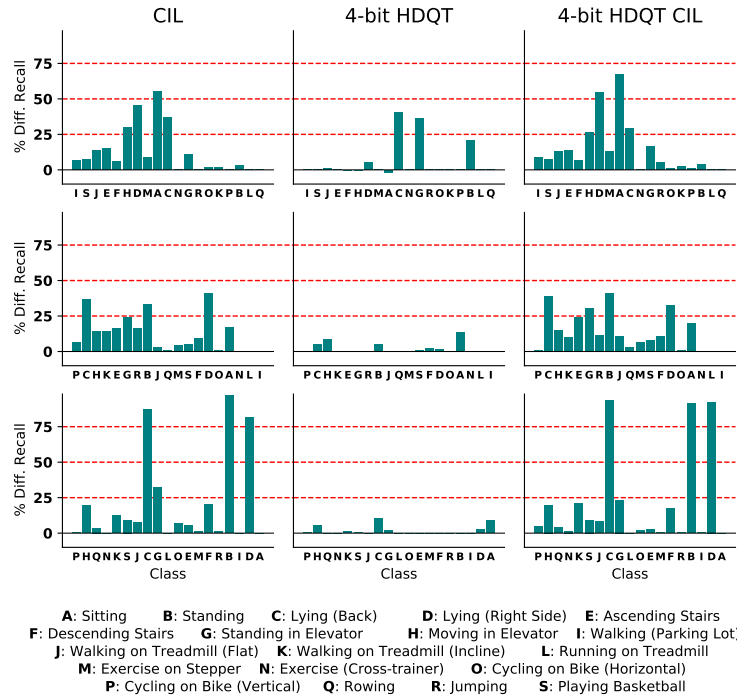 CIL 4-bit HDQT 4-bit HDQT CIL
% Diff. Recall
75
50
25
0
I S J E F H D M A C N G R O K P B L Q
I S J E F H D M A C N G R O K P B L Q
I S J E F H D M A C N G R O K P B L Q
% Diff. Recall
75
50
25
0
P C H K E G R B J Q M S F D O A N L I
P C H K E G R B J Q M S F D O A N L I
P C H K E G R B J Q M S F D O A N L I
% Diff. Recall
75
50
25
0
P H Q N K S J C G L O E M F R B I D A
P H Q N K S J C G L O E M F R B I D A
P H Q N K S J C G L O E M F R B I D A
Class Class Class
A: Sitting B: Standing C: Lying (Back) D: Lying (Right Side) E: Ascending Stairs
F: Descending Stairs G: Standing in Elevator H: Moving in Elevator I: Walking (Parking Lot)
J: Walking on Treadmill (Flat) K: Walking on Treadmill (Incline) L: Running on Treadmill
M: Exercise on Stepper N: Exercise (Cross-trainer) O: Cycling on Bike (Horizontal)
P: Cycling on Bike (Vertical) Q: Rowing R: Jumping S: Playing Basketball